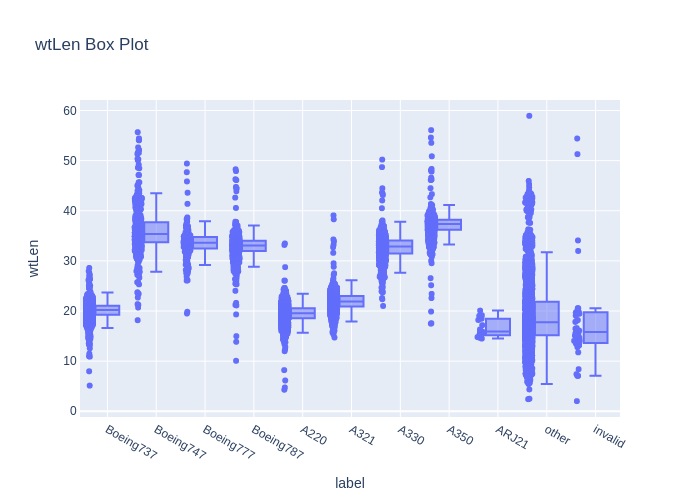 wtLen Box Plot
60
50
40
30
20
10
0
wtLen
Boeing737
Boeing747
Boeing777
Boeing787
A220
A321
A330
A350
ARJ21
other
invalid
label